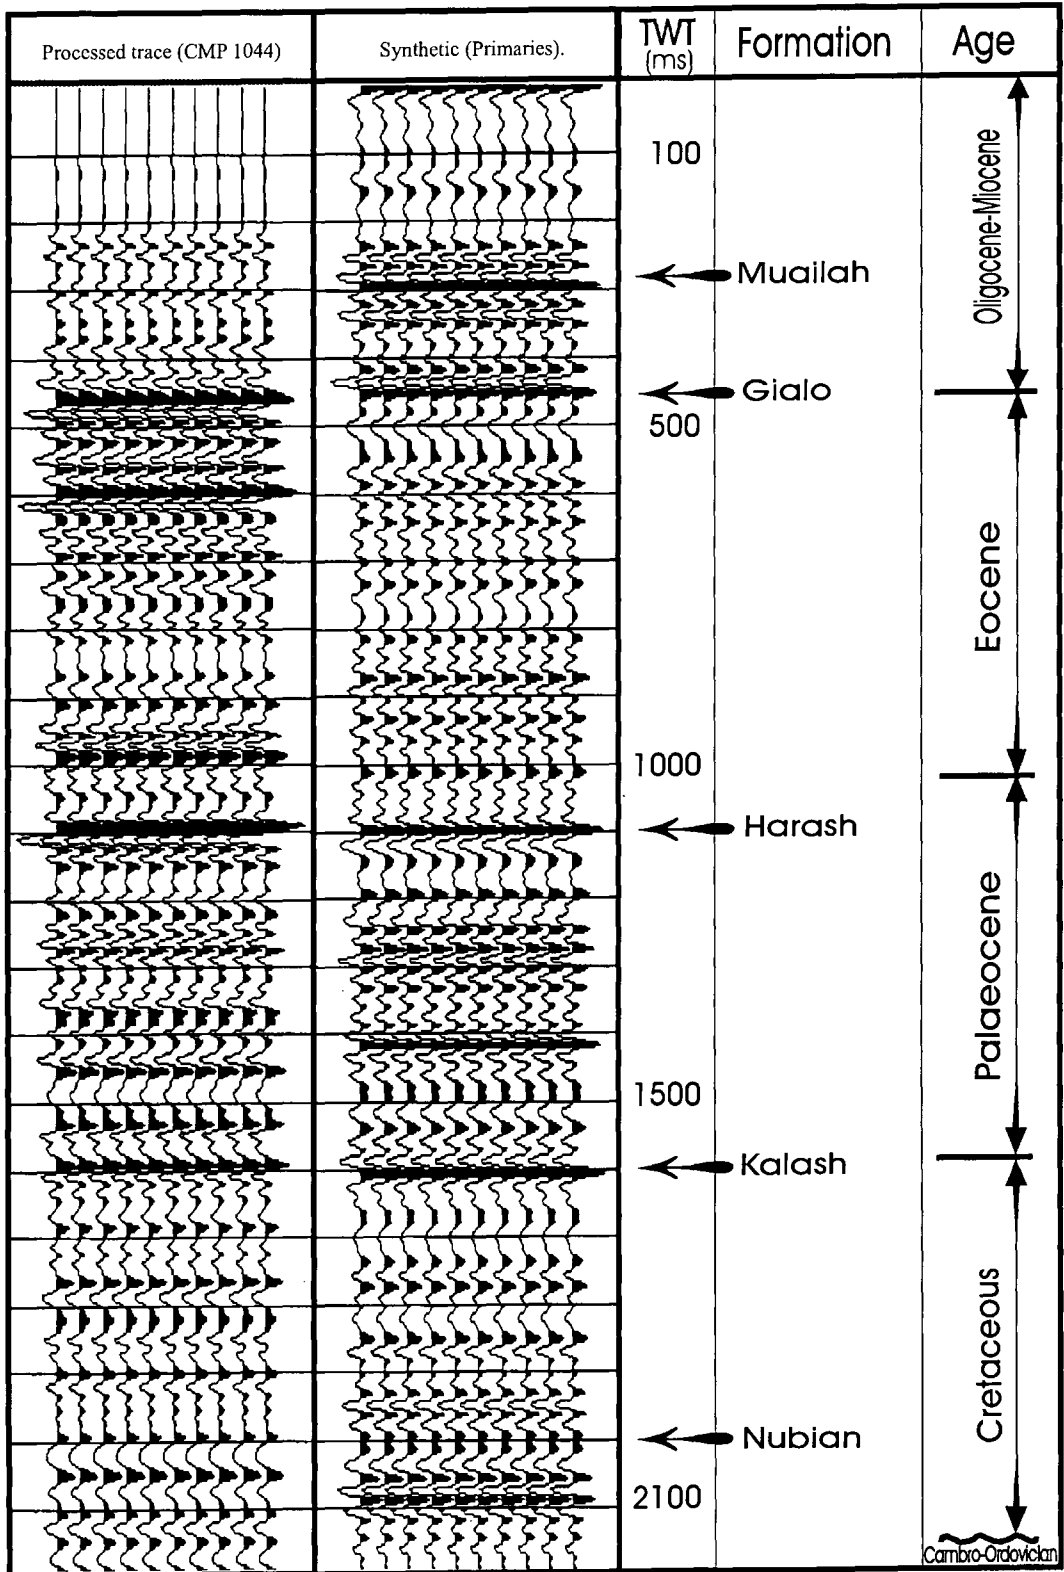 Processed trace (CMP 1044)
Synthetic (Primaries).
TWT
(ms)
Formation
Age
100
Muailah
Oligocene-Miocene
Gialo
500
Eocene
1000
Harash
Palaeocene
1500
Kalash
Cretaceous
Nubian
2100
Cambro-Ordovician